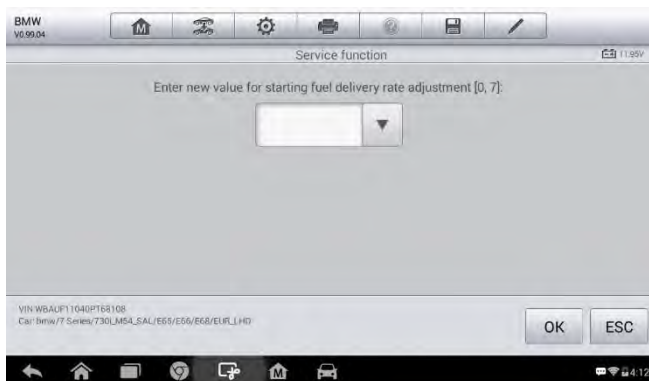 BMW
V0.99.04
Service function
11.95V
Enter new value for starting fuel delivery rate adjustment [0, 7]:
VIN:WBAUF11040PT68108
Car: bmw/7 Series/730i_M54_SAL/E65/E66/E68/EUR_LHD
OK
ESC
4:12